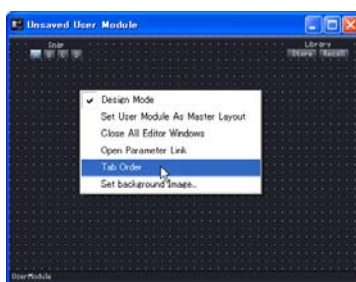 Unsaved User Module
Snap
Library
B C D
Store Recall
Design Mode
Set User Module As Master Layout
Close All Editor Windows
Open Parameter Link
Tab Order
Set background Image...
UserModule